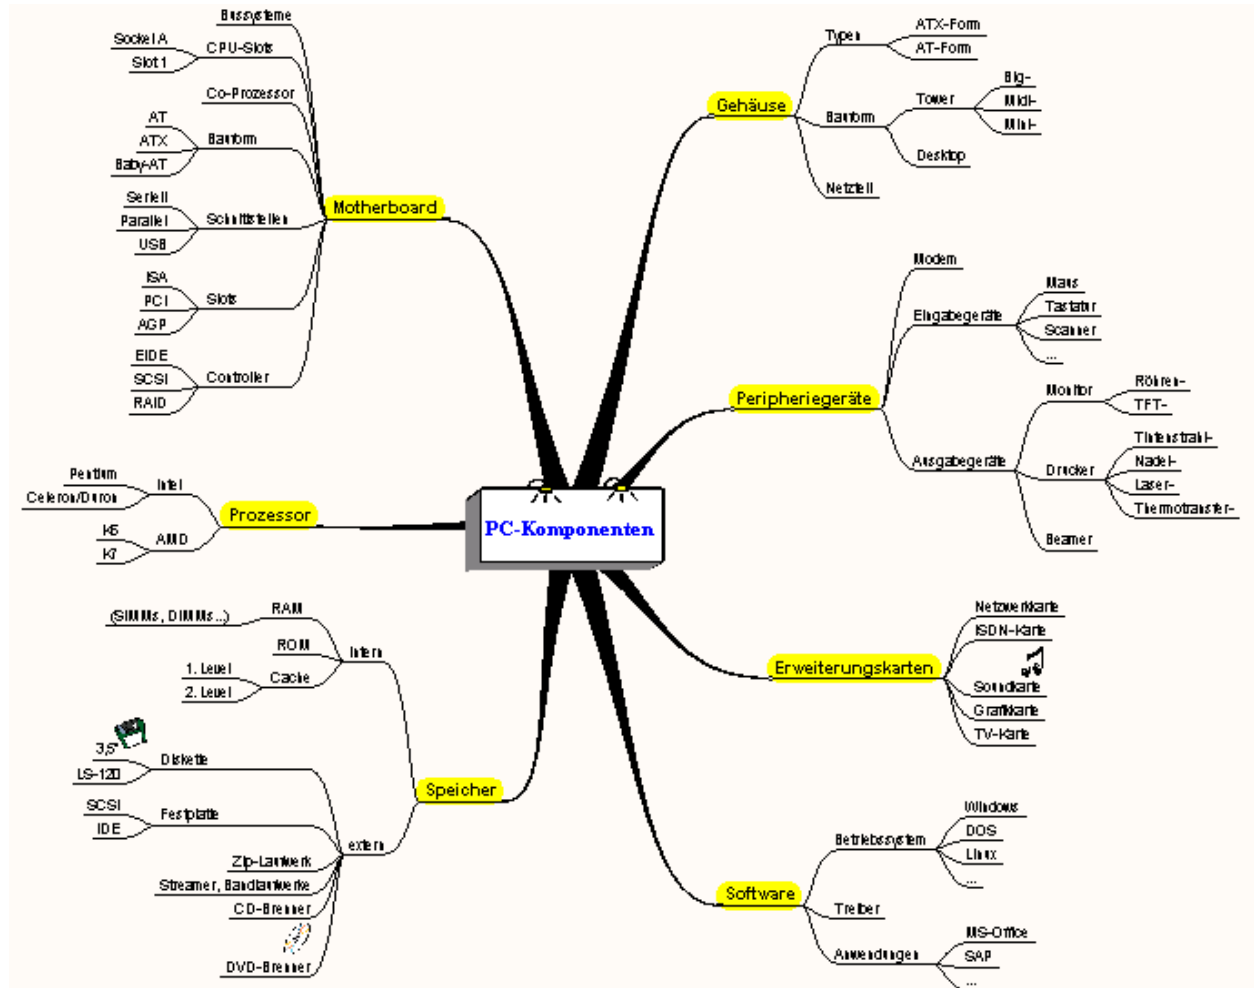 PC-Komponenten
Motherboard
Bussysteme
CPU-Slots
Sockel A
Slot 1
Co-Prozessor
Bauform
AT
ATX
Baby-AT
Schnittstellen
Seriell
Parallel
USB
Slots
ISA
PCI
AGP
Controller
EIDE
SCSI
RAID
Prozessor
Intel
Pentium
Celeron/Duron
AMD
K6
K7
Speicher
Intern
RAM
(SIMMs, DIMMs...)
ROM
Cache
1. Level
2. Level
extern
Diskette
3,5"
LS-120
Festplatte
SCSI
IDE
Zip-Laufwerk
Streamer, Bandlaufwerke
CD-Brenner
DVD-Brenner
Gehäuse
Typen
ATX-Form
AT-Form
Bauform
Tower
Big-
Midi-
Mini-
Desktop
Netzteil
Peripheriegeräte
Modem
Eingabegeräte
Maus
Tastatur
Scanner
...
Ausgabegeräte
Monitor
Röhren-
TFT-
Drucker
Tintenstrahl-
Nadel-
Laser-
Thermotransfer-
Beamer
Erweiterungskarten
Netzwerkkarte
ISDN-Karte
Soundkarte
Grafikkarte
TV-Karte
Software
Betriebssystem
Windows
DOS
Linux
...
Treiber
Anwendungen
MS-Office
SAP
...